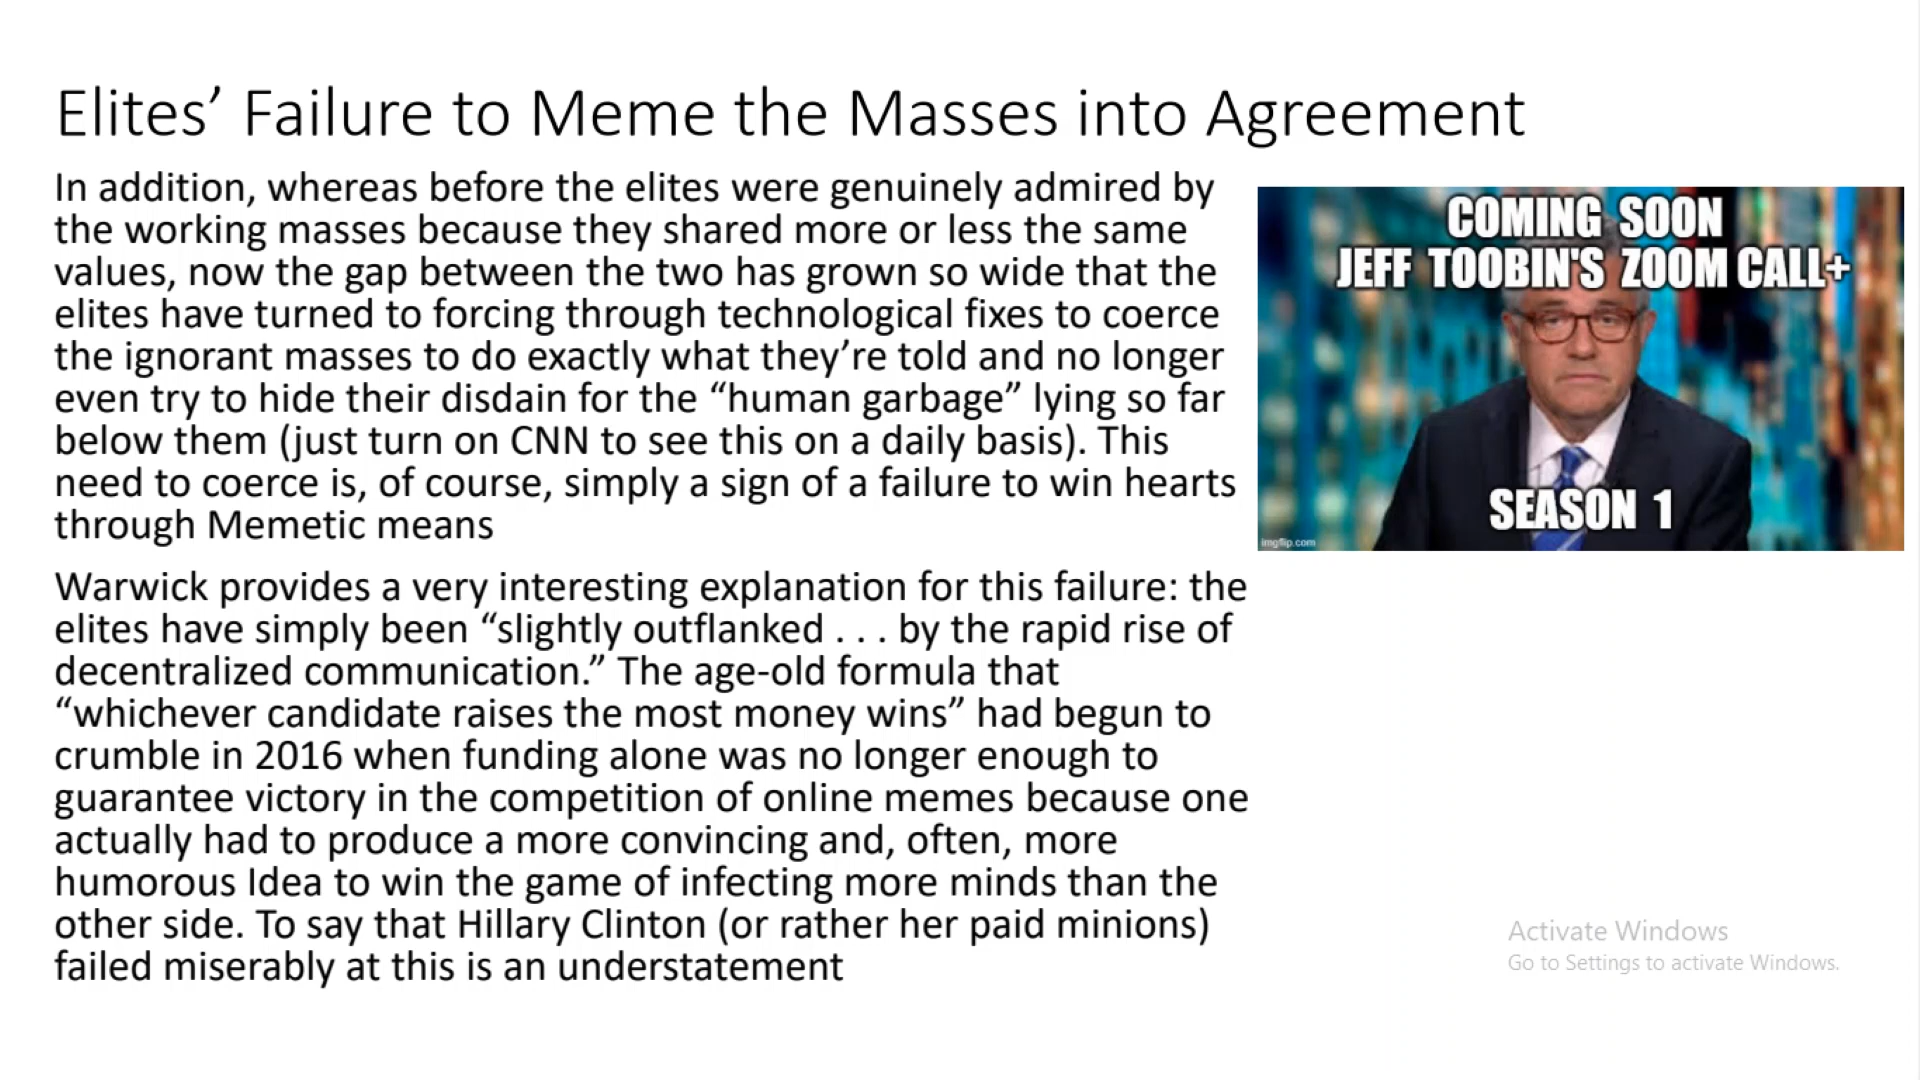 Elites’ Failure to Meme the Masses into Agreement
In addition, whereas before the elites were genuinely admired by
the working masses because they shared more or less the same
values, now the gap between the two has grown so wide that the
elites have turned to forcing through technological fixes to coerce
the ignorant masses to do exactly what they’re told and no longer
even try to hide their disdain for the “human garbage” lying so far
below them (just turn on CNN to see this on a daily basis). This
need to coerce is, of course, simply a sign of a failure to win hearts
through Memetic means
Warwick provides a very interesting explanation for this failure: the
elites have simply been “slightly outflanked . . . by the rapid rise of
decentralized communication.” The age-old formula that
“whichever candidate raises the most money wins” had begun to
crumble in 2016 when funding alone was no longer enough to
guarantee victory in the competition of online memes because one
actually had to produce a more convincing and, often, more
humorous Idea to win the game of infecting more minds than the
other side. To say that Hillary Clinton (or rather her paid minions)
failed miserably at this is an understatement
COMING SOON
JEFF TOOBIN'S ZOOM CALL+
SEASON 1
imgflip.com
Activate Windows
Go to Settings to activate Windows.